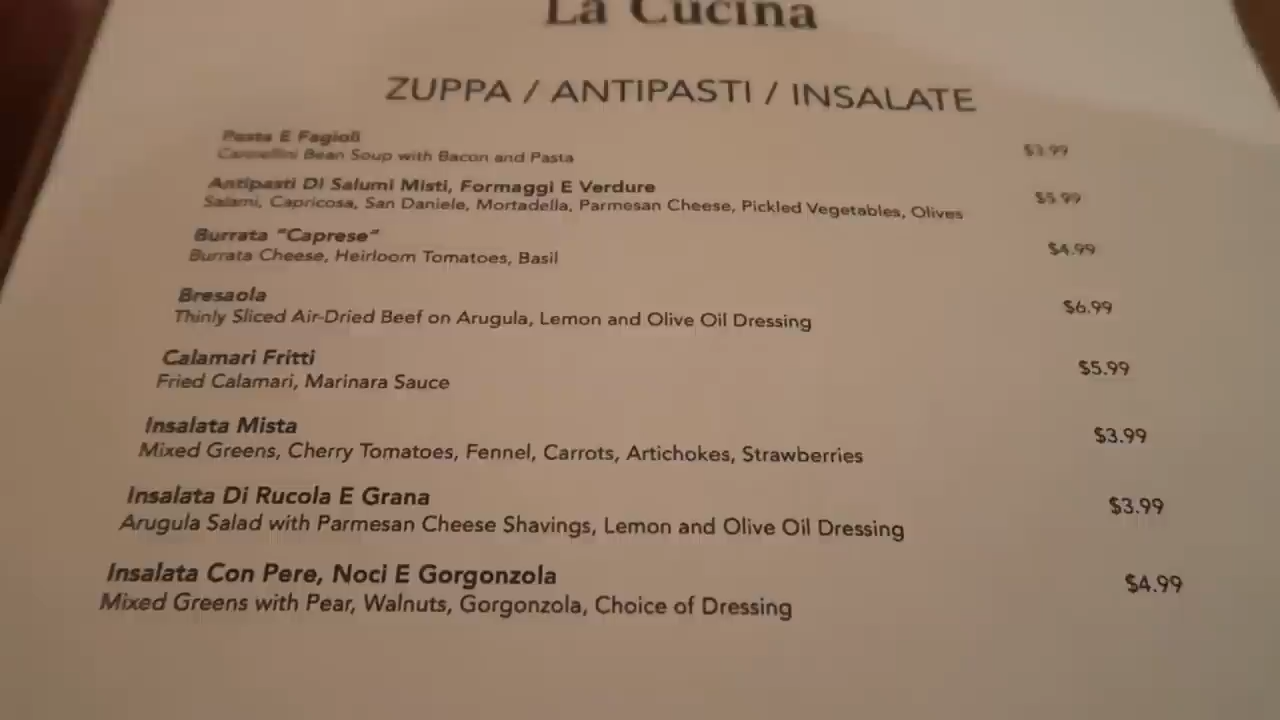 La Cucina
ZUPPA / ANTIPASTI / INSALATE
Pasta E Fagioli
Cannellini Bean Soup with Bacon and Pasta
$3.99
Antipasti Di Salumi Misti, Formaggi E Verdure
Salami, Capricosa, San Daniele, Mortadella, Parmesan Cheese, Pickled Vegetables, Olives
$5.99
Burrata "Caprese"
Burrata Cheese, Heirloom Tomatoes, Basil
$4.99
Bresaola
Thinly Sliced Air-Dried Beef on Arugula, Lemon and Olive Oil Dressing
$6.99
Calamari Fritti
Fried Calamari, Marinara Sauce
$5.99
Insalata Mista
Mixed Greens, Cherry Tomatoes, Fennel, Carrots, Artichokes, Strawberries
$3.99
Insalata Di Rucola E Grana
Arugula Salad with Parmesan Cheese Shavings, Lemon and Olive Oil Dressing
$3.99
Insalata Con Pere, Noci E Gorgonzola
Mixed Greens with Pear, Walnuts, Gorgonzola, Choice of Dressing
$4.99